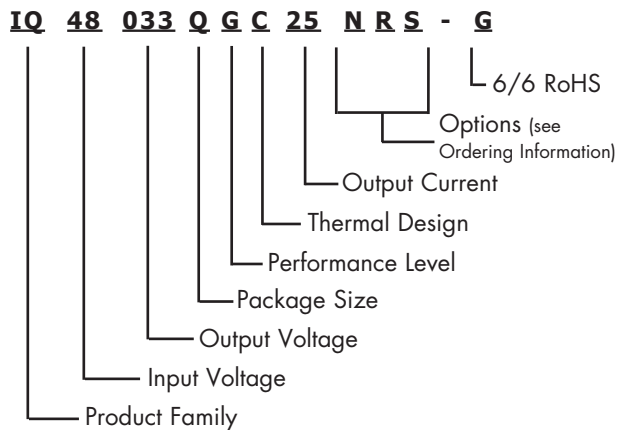 IQ 48 033 Q G C 25 N R S - G
6/6 RoHS
Options (see
Ordering Information)
Output Current
Thermal Design
Performance Level
Package Size
Output Voltage
Input Voltage
Product Family